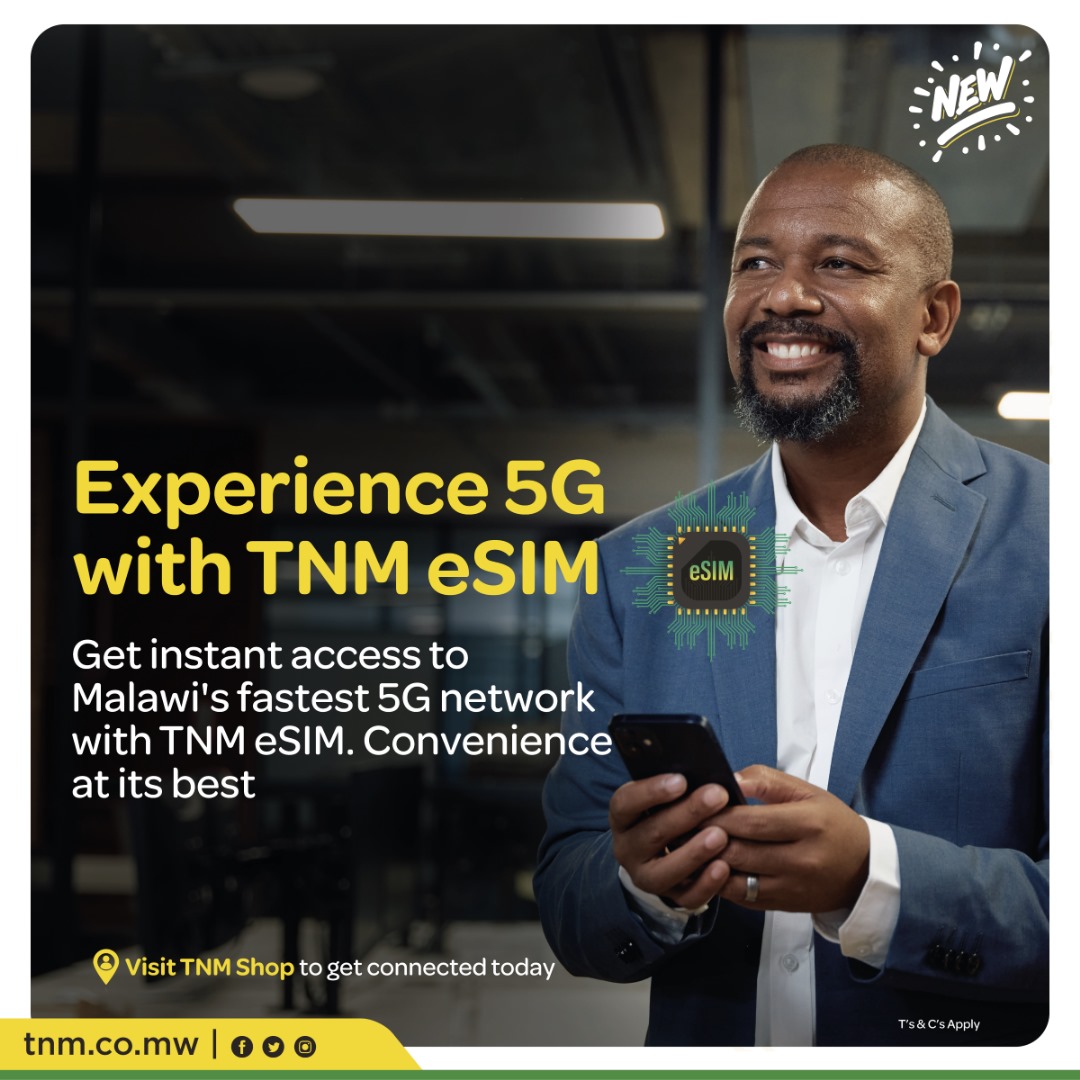 NEW
Experience 5G
with TNM eSIM
eSIM
Get instant access to
Malawi's fastest 5G network
with TNM eSIM. Convenience
at its best
Visit TNM Shop to get connected today
T's & C's Apply
tnm.co.mw |